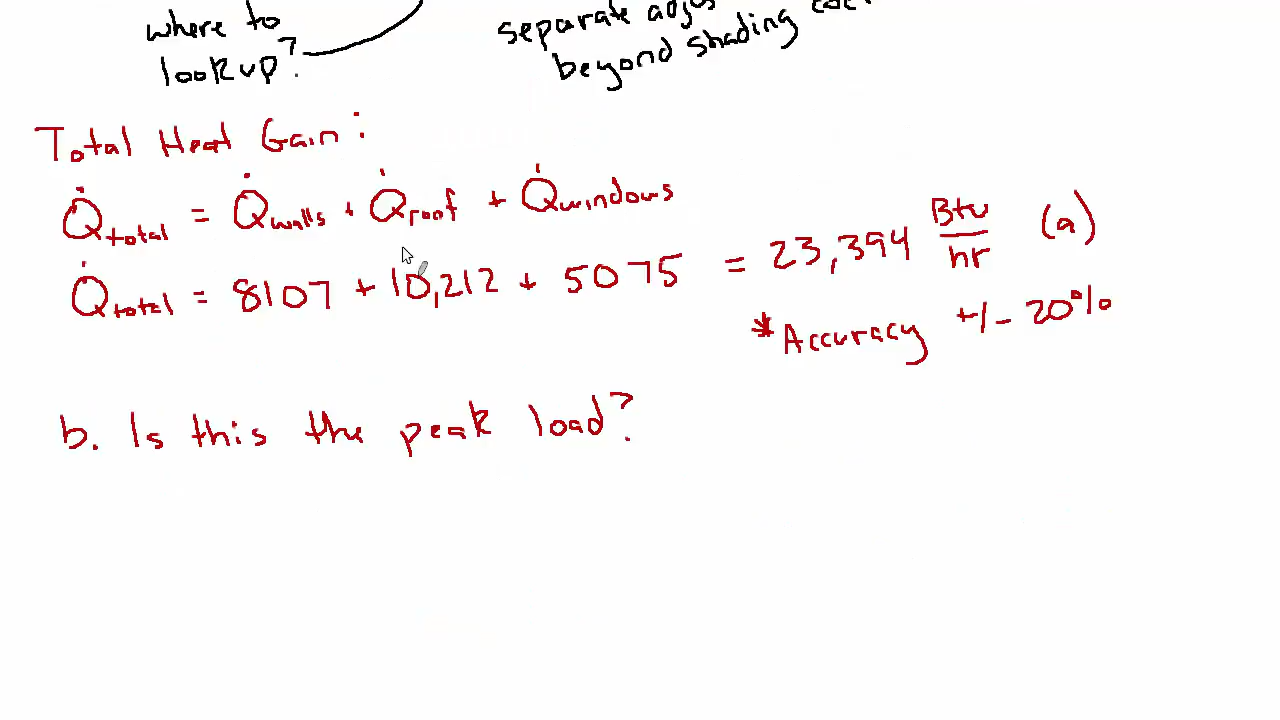 where to
lookup?
separate
beyond shading
Total Heat Gain:
Q̇total = Q̇walls + Q̇roof + Q̇windows
Q̇total = 8107 + 10,212 + 5075 = 23,394 Btu/hr (a)
*Accuracy +/- 20%
b. Is this the peak load?